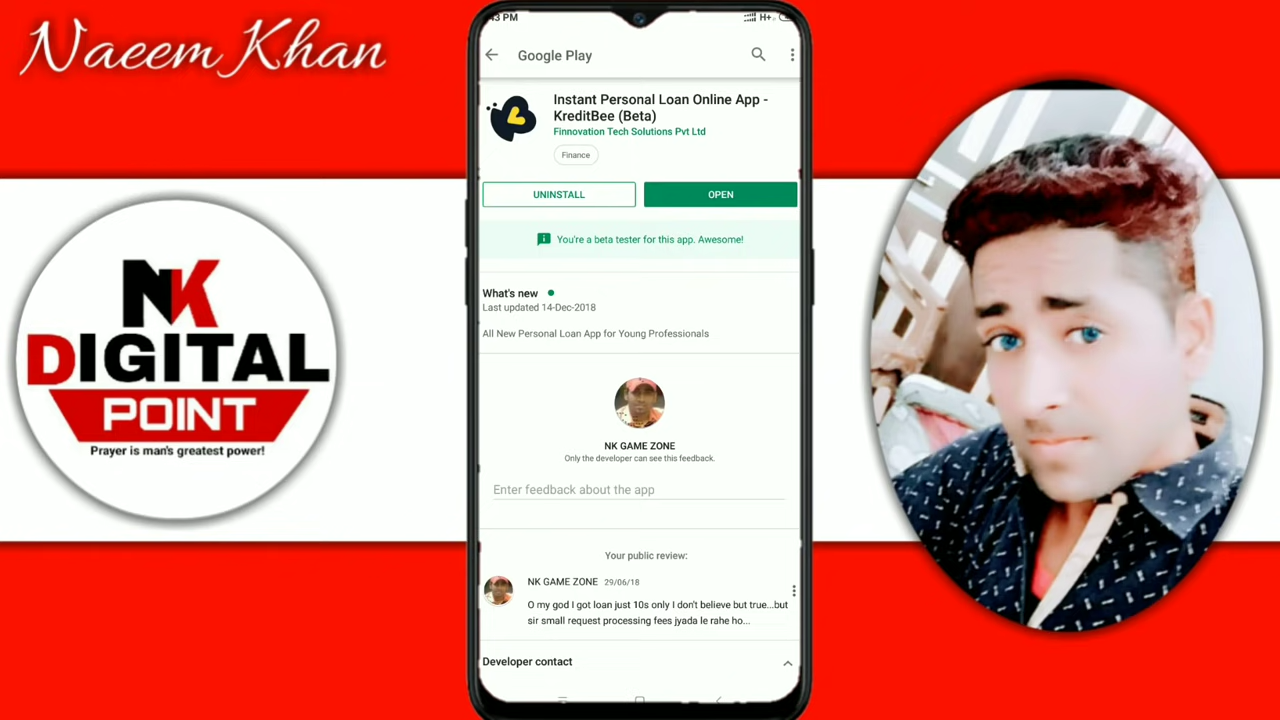 Naeem Khan
NK
DIGITAL
POINT
Prayer is man's greatest power!
43 PM
H+
Google Play
Instant Personal Loan Online App -
KreditBee (Beta)
Finnovation Tech Solutions Pvt Ltd
Finance
UNINSTALL
OPEN
You're a beta tester for this app. Awesome!
What's new
Last updated 14-Dec-2018
All New Personal Loan App for Young Professionals
NK GAME ZONE
Only the developer can see this feedback.
Enter feedback about the app
Your public review:
NK GAME ZONE 29/06/18
O my god I got loan just 10s only I don't believe but true...but
sir small request processing fees jyada le rahe ho...
Developer contact